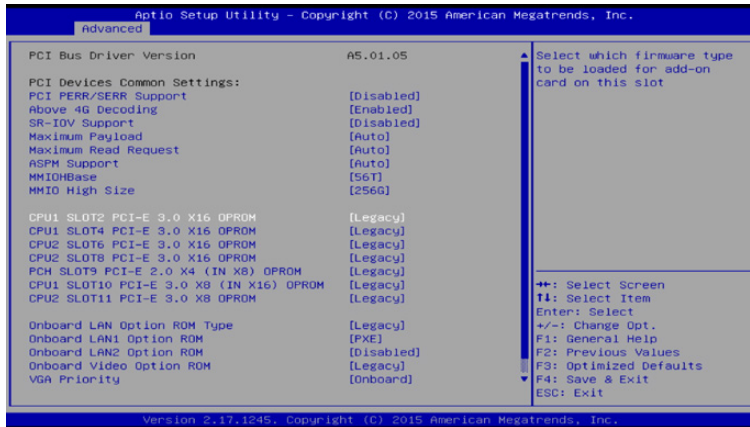 Aptio Setup Utility - Copyright (C) 2015 American Megatrends, Inc.
Advanced
PCI Bus Driver Version A5.01.05
PCI Devices Common Settings:
PCI PERR/SERR Support [Disabled]
Above 4G Decoding [Enabled]
SR-IOV Support [Disabled]
Maximum Payload [Auto]
Maximum Read Request [Auto]
ASPM Support [Auto]
MMIOHBase [56T]
MMIO High Size [256G]
CPU1 SLOT2 PCI-E 3.0 X16 OPROM [Legacy]
CPU1 SLOT4 PCI-E 3.0 X16 OPROM [Legacy]
CPU2 SLOT6 PCI-E 3.0 X16 OPROM [Legacy]
CPU2 SLOT8 PCI-E 3.0 X16 OPROM [Legacy]
PCH SLOT9 PCI-E 2.0 X4 (IN X8) OPROM [Legacy]
CPU1 SLOT10 PCI-E 3.0 X8 (IN X16) OPROM [Legacy]
CPU2 SLOT11 PCI-E 3.0 X8 OPROM [Legacy]
Onboard LAN Option ROM Type [Legacy]
Onboard LAN1 Option ROM [PXE]
Onboard LAN2 Option ROM [Disabled]
Onboard Video Option ROM [Legacy]
VGA Priority [Onboard]
Select which firmware type
to be loaded for add-on
card on this slot
→←: Select Screen
↑↓: Select Item
Enter: Select
+/-: Change Opt.
F1: General Help
F2: Previous Values
F3: Optimized Defaults
F4: Save & Exit
ESC: Exit
Version 2.17.1245. Copyright (C) 2015 American Megatrends, Inc.